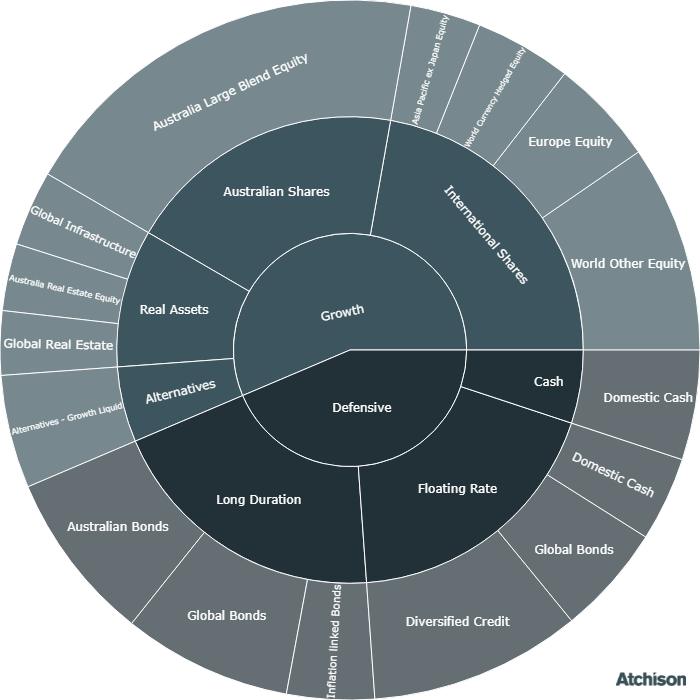 Growth
Defensive
Australian Shares
International Shares
Real Assets
Alternatives
Long Duration
Floating Rate
Cash
Australia Large Blend Equity
Asia Pacific ex Japan Equity
World Currency Hedged Equity
Europe Equity
World Other Equity
Global Infrastructure
Australia Real Estate Equity
Global Real Estate
Alternatives - Growth Liquid
Australian Bonds
Global Bonds
Inflation linked Bonds
Diversified Credit
Global Bonds
Domestic Cash
Domestic Cash
Atchison